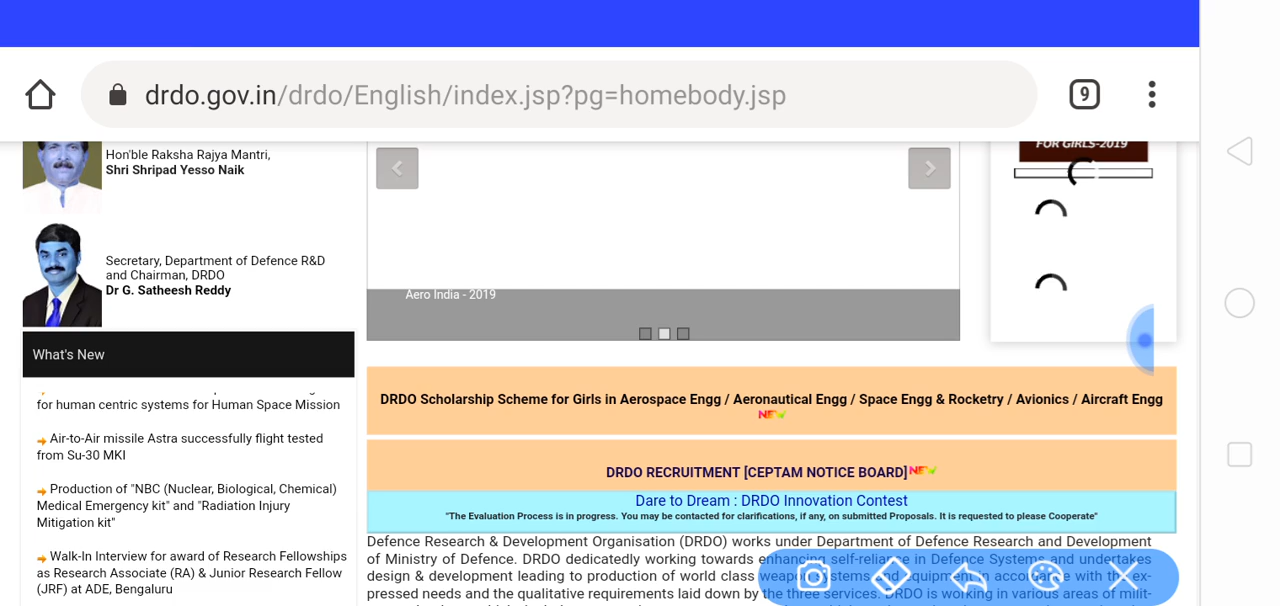 drdo.gov.in/drdo/English/index.jsp?pg=homebody.jsp
9
Hon'ble Raksha Rajya Mantri,
Shri Shripad Yesso Naik
Secretary, Department of Defence R&D
and Chairman, DRDO
Dr G. Satheesh Reddy
What's New
for human centric systems for Human Space Mission
Air-to-Air missile Astra successfully flight tested
from Su-30 MKI
Production of "NBC (Nuclear, Biological, Chemical)
Medical Emergency kit" and "Radiation Injury
Mitigation kit"
Walk-In Interview for award of Research Fellowships
as Research Associate (RA) & Junior Research Fellow
(JRF) at ADE, Bengaluru
Aero India - 2019
FOR GIRLS-2019
DRDO Scholarship Scheme for Girls in Aerospace Engg / Aeronautical Engg / Space Engg & Rocketry / Avionics / Aircraft Engg
NEW
DRDO RECRUITMENT [CEPTAM NOTICE BOARD] NEW
Dare to Dream : DRDO Innovation Contest
"The Evaluation Process is in progress. You may be contacted for clarifications, if any, on submitted Proposals. It is requested to please Cooperate"
Defence Research & Development Organisation (DRDO) works under Department of Defence Research and Development
of Ministry of Defence. DRDO dedicatedly working towards enhancing self-reliance in Defence Systems and undertakes
design & development leading to production of world class weapon systems and equipment in accordance with the ex-
pressed needs and the qualitative requirements laid down by the three services. DRDO is working in various areas of milit-